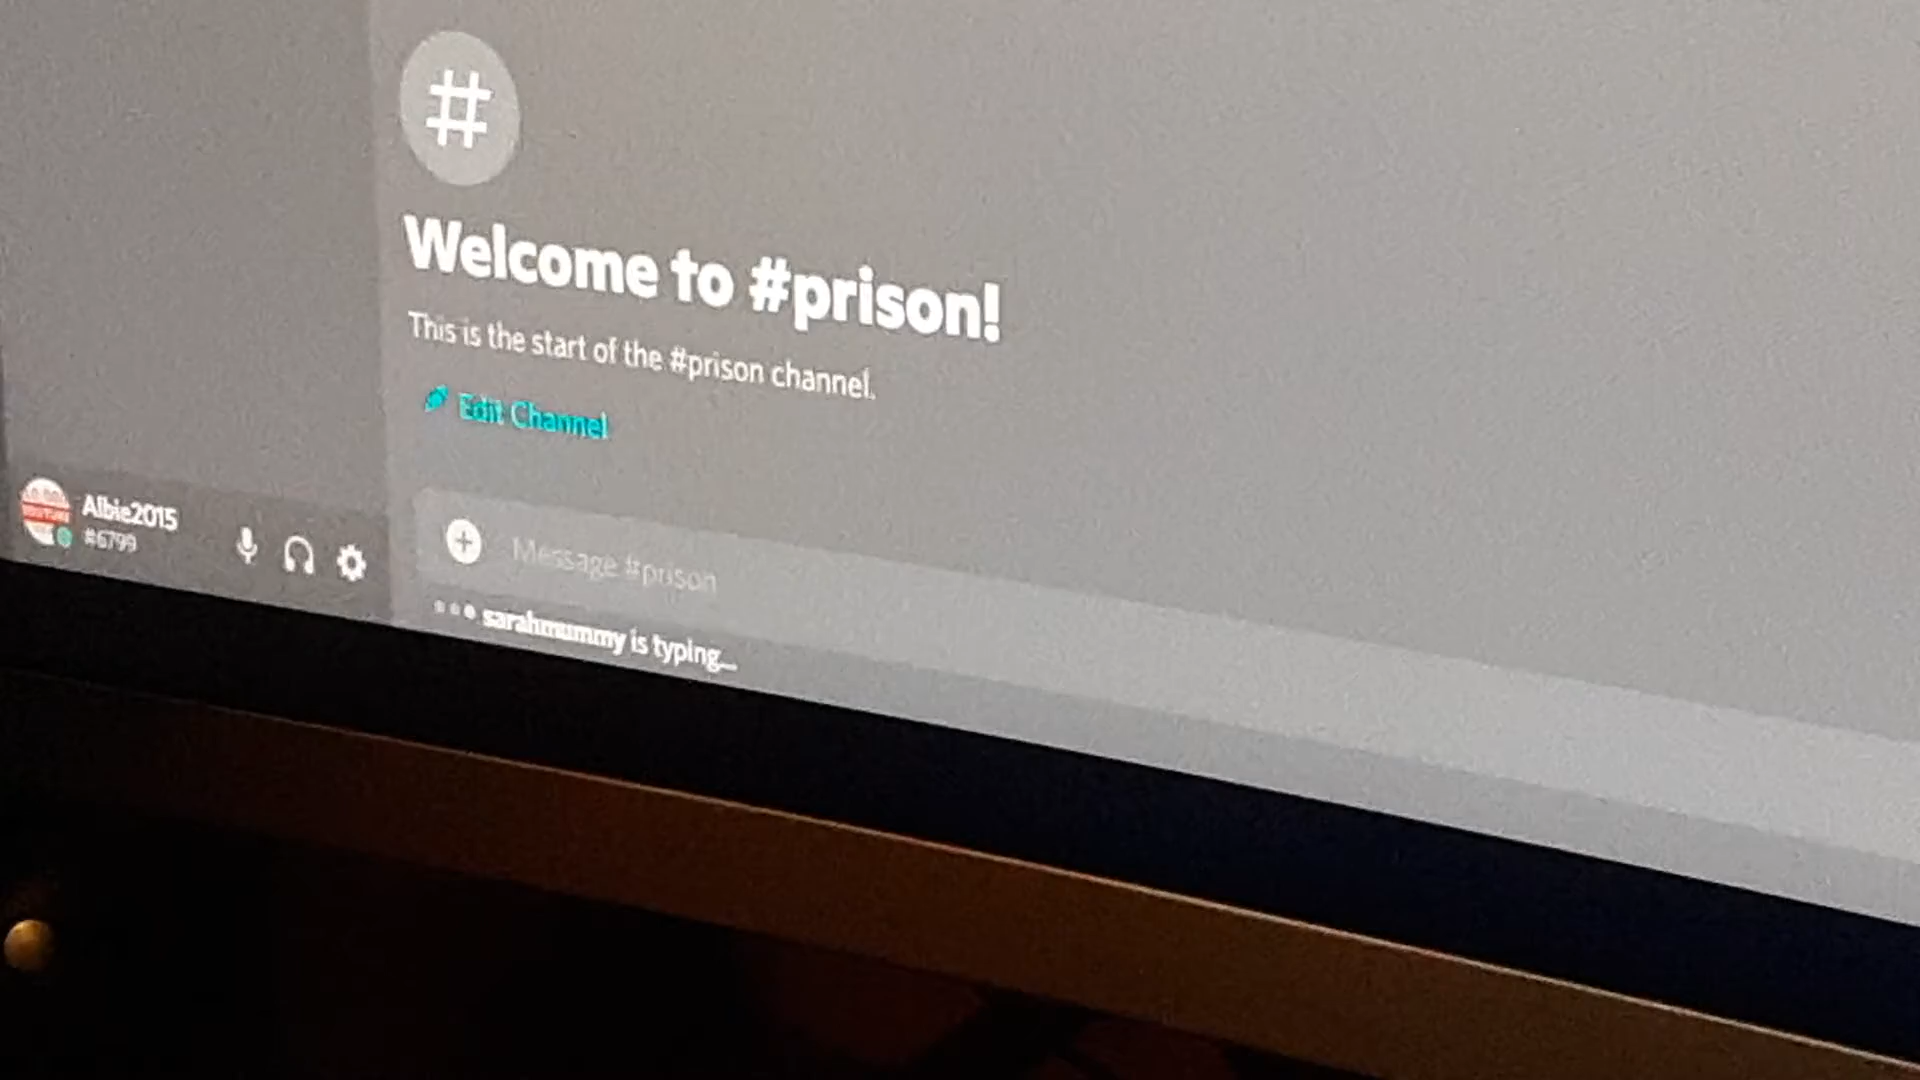 Welcome to #prison!
This is the start of the #prison channel.
Edit Channel
Albie2015
#6799
Message #prison
sarahmummy is typing...